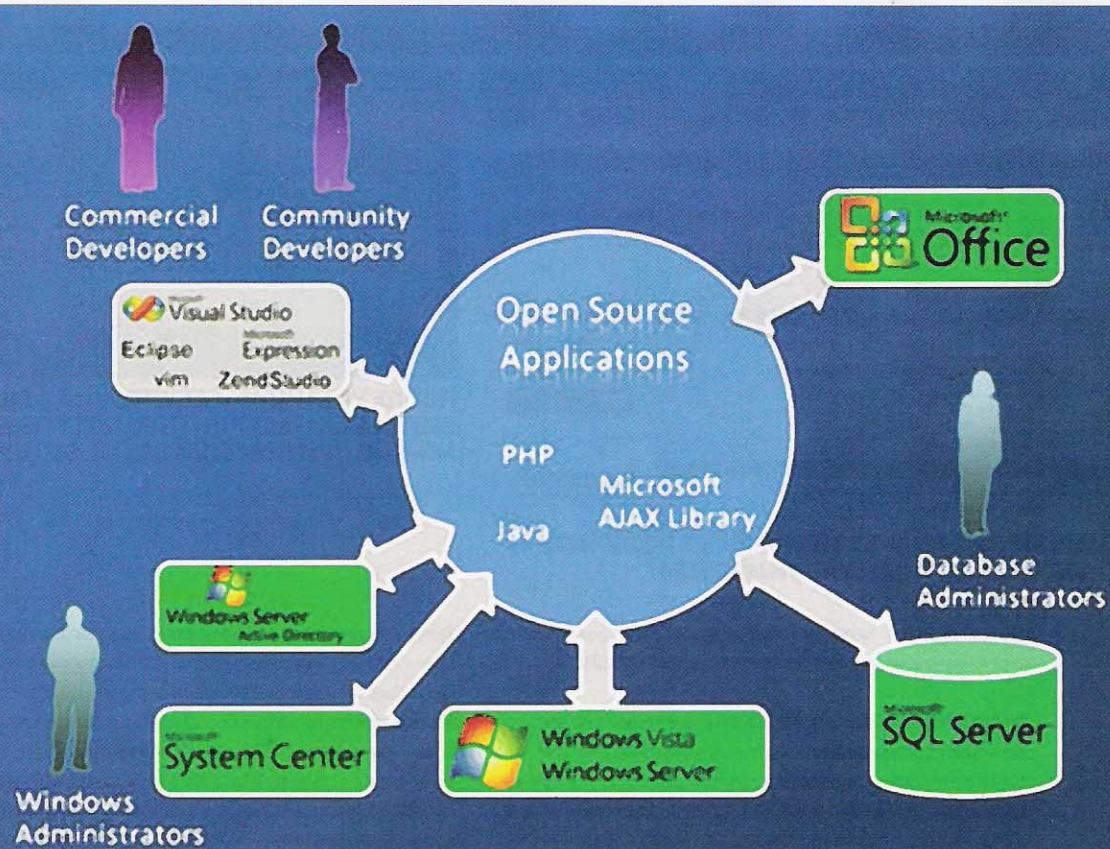 Commercial
Developers
Community
Developers
Microsoft
Visual Studio
Eclipse
Microsoft
Expression
vim
Zend Studio
Open Source
Applications
PHP
Microsoft
AJAX Library
Java
Microsoft
Office
Database
Administrators
Windows Server
Active Directory
Microsoft
System Center
Windows Vista
Windows Server
Microsoft
SQL Server
Windows
Administrators